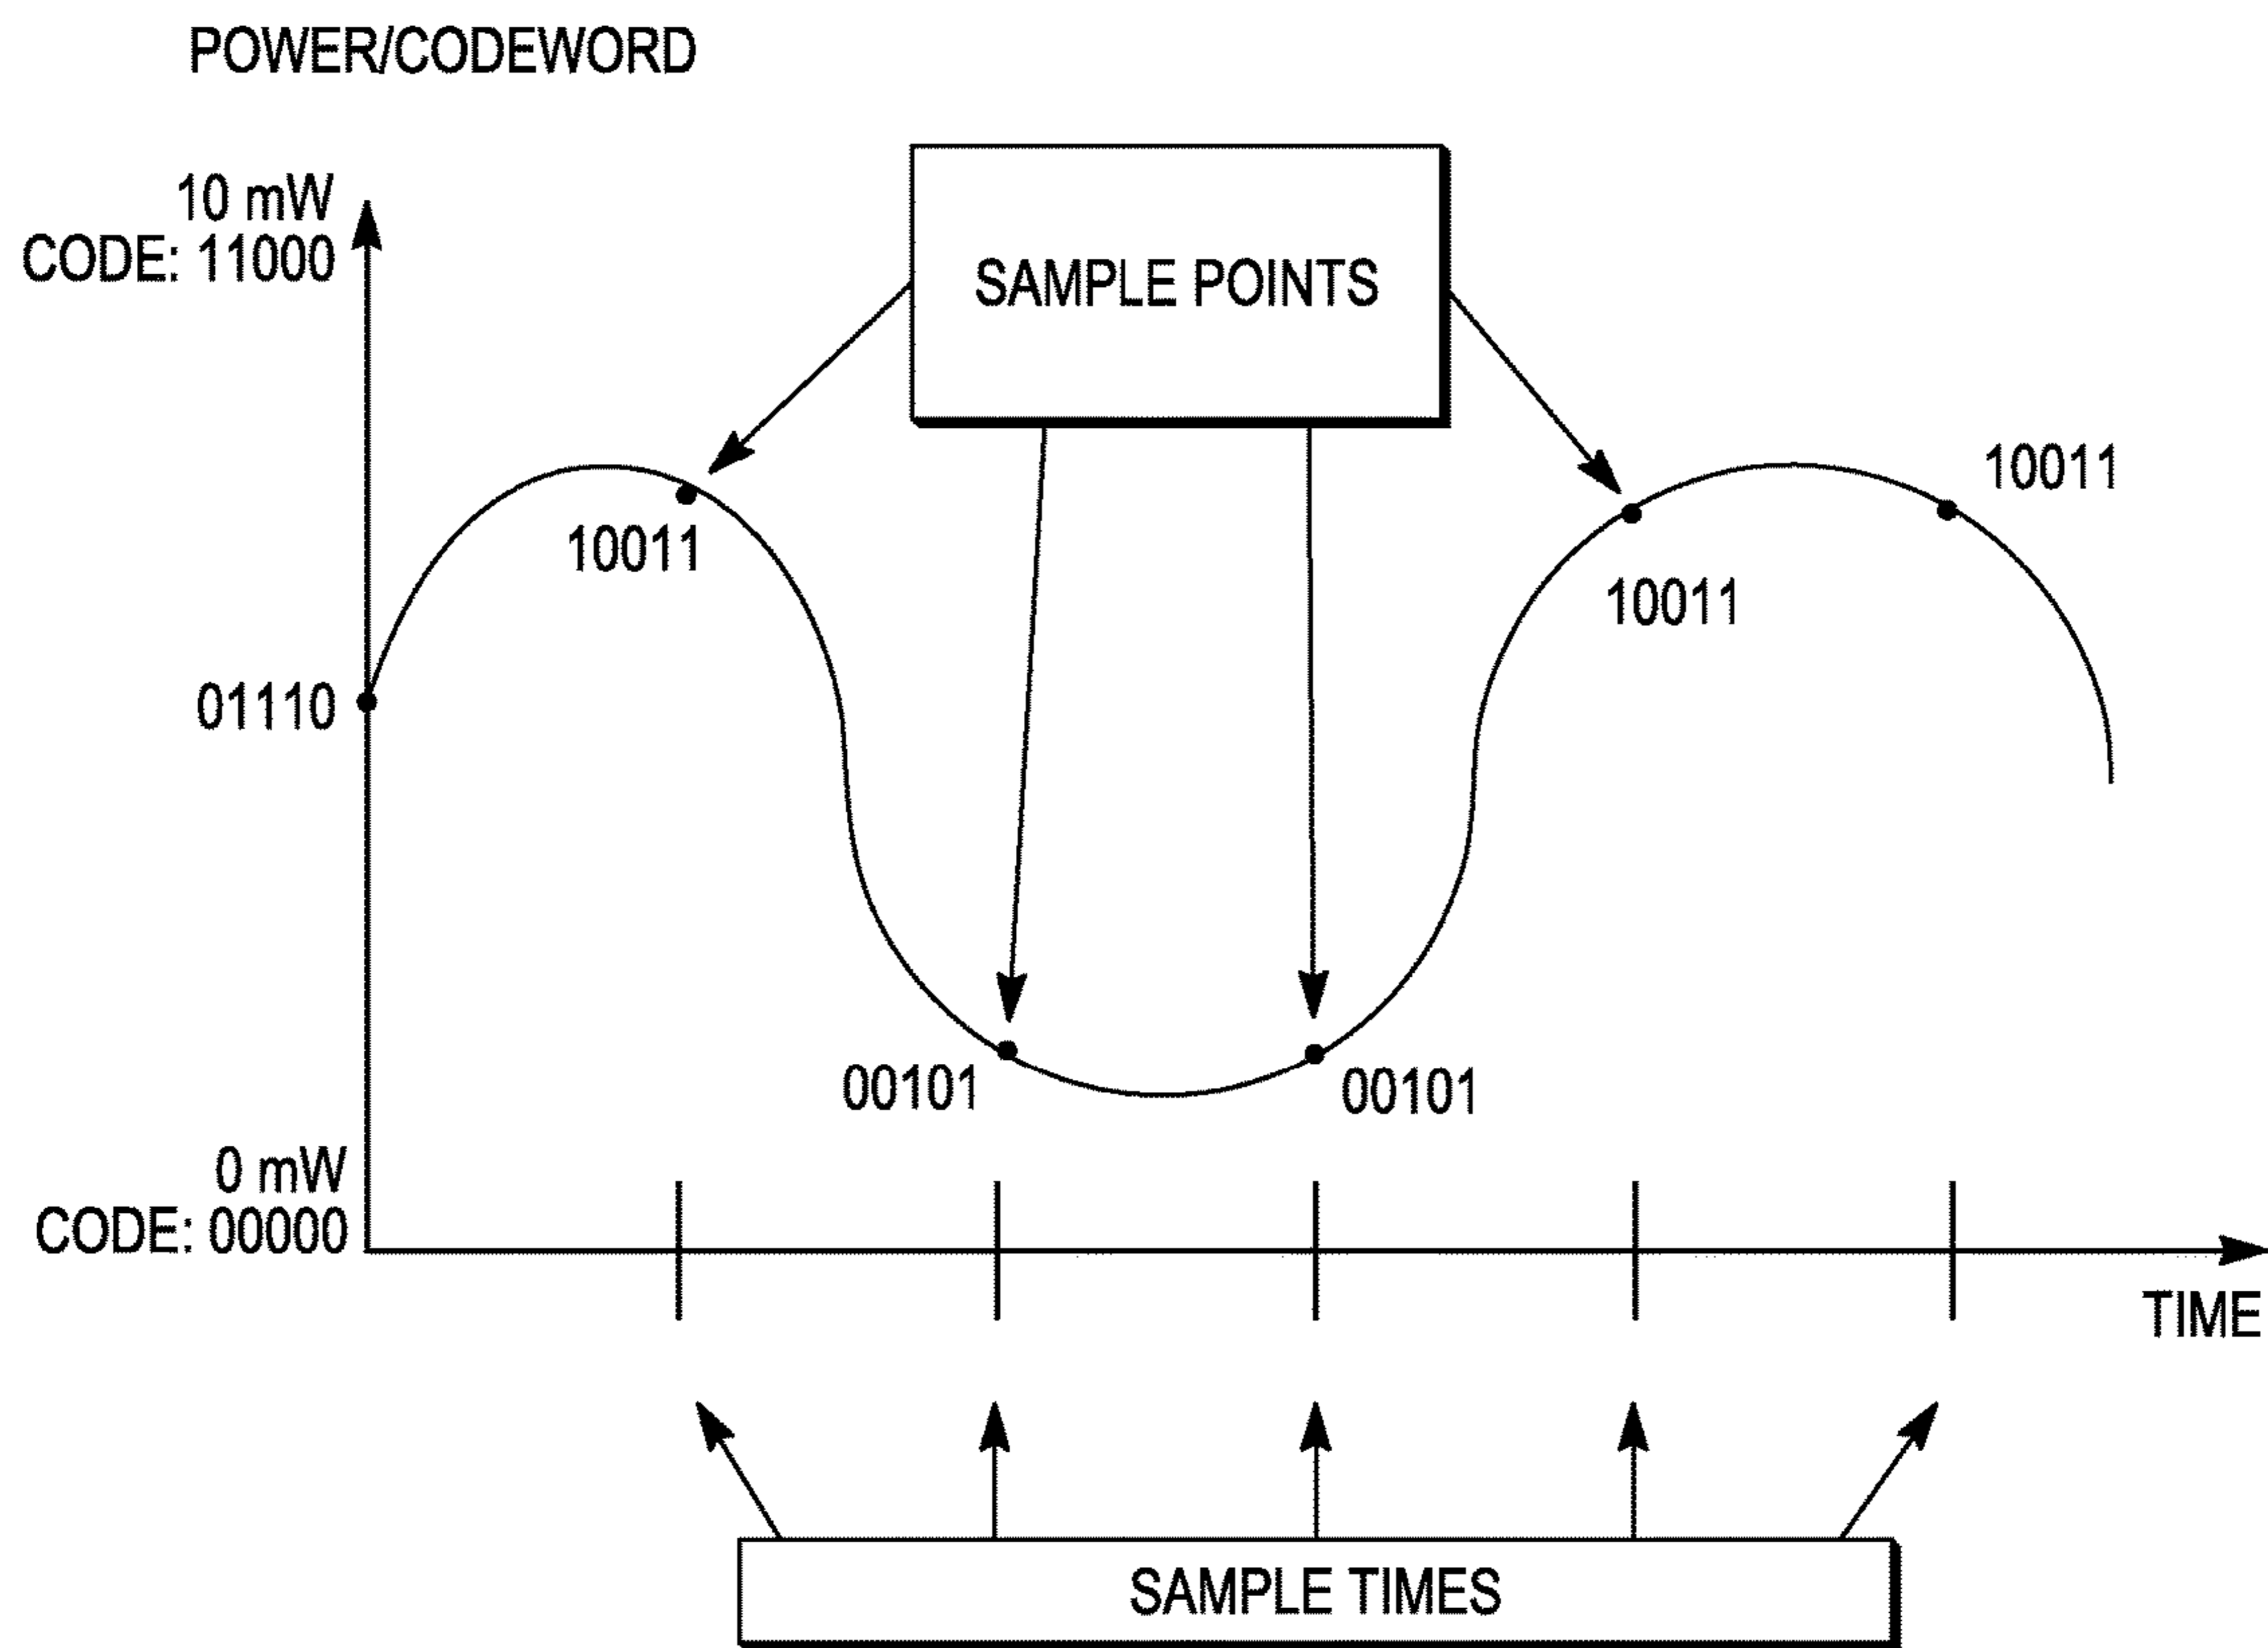 POWER/CODEWORD
10 mW
CODE: 11000
SAMPLE POINTS
10011
10011
10011
01110
00101
00101
0 mW
CODE: 00000
TIME
SAMPLE TIMES